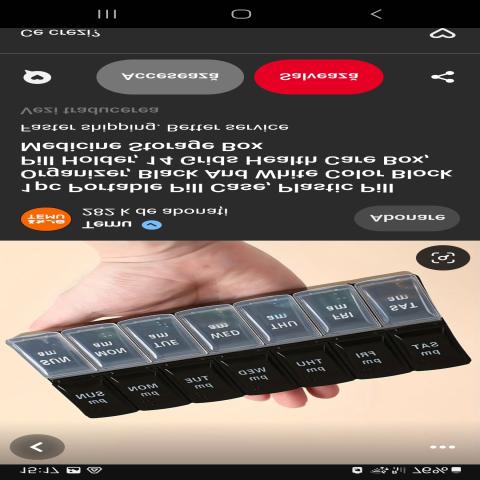 15:17 76%
SUN MON TUE WED THU FRI SAT
pm pm pm pm pm pm pm
am am am am am am am
SUN MON TUE WED THU FRI SAT
TEMU
Temu
282 k de abonați
Abonare
1pc Portable Pill Case, Plastic Pill
Organizer, Black And White Color Block
Pill Holder, 14 Grids Health Care Box,
Medicine Storage Box
Faster shipping. Better service
Vezi traducerea
Accesează
Salvează
Ce crezi?